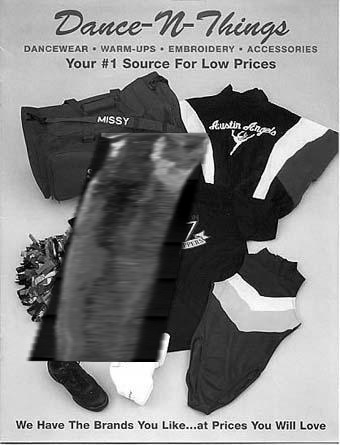 Dance-N-Things
DANCEWEAR • WARM-UPS • EMBROIDERY • ACCESSORIES
Your #1 Source For Low Prices
MISSY
Austin Angels
We Have The Brands You Like...at Prices You Will Love